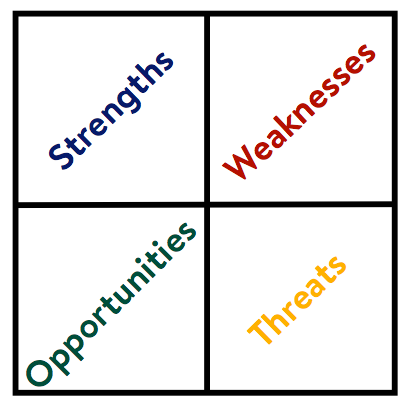 Strengths
Weaknesses
Opportunities
Threats